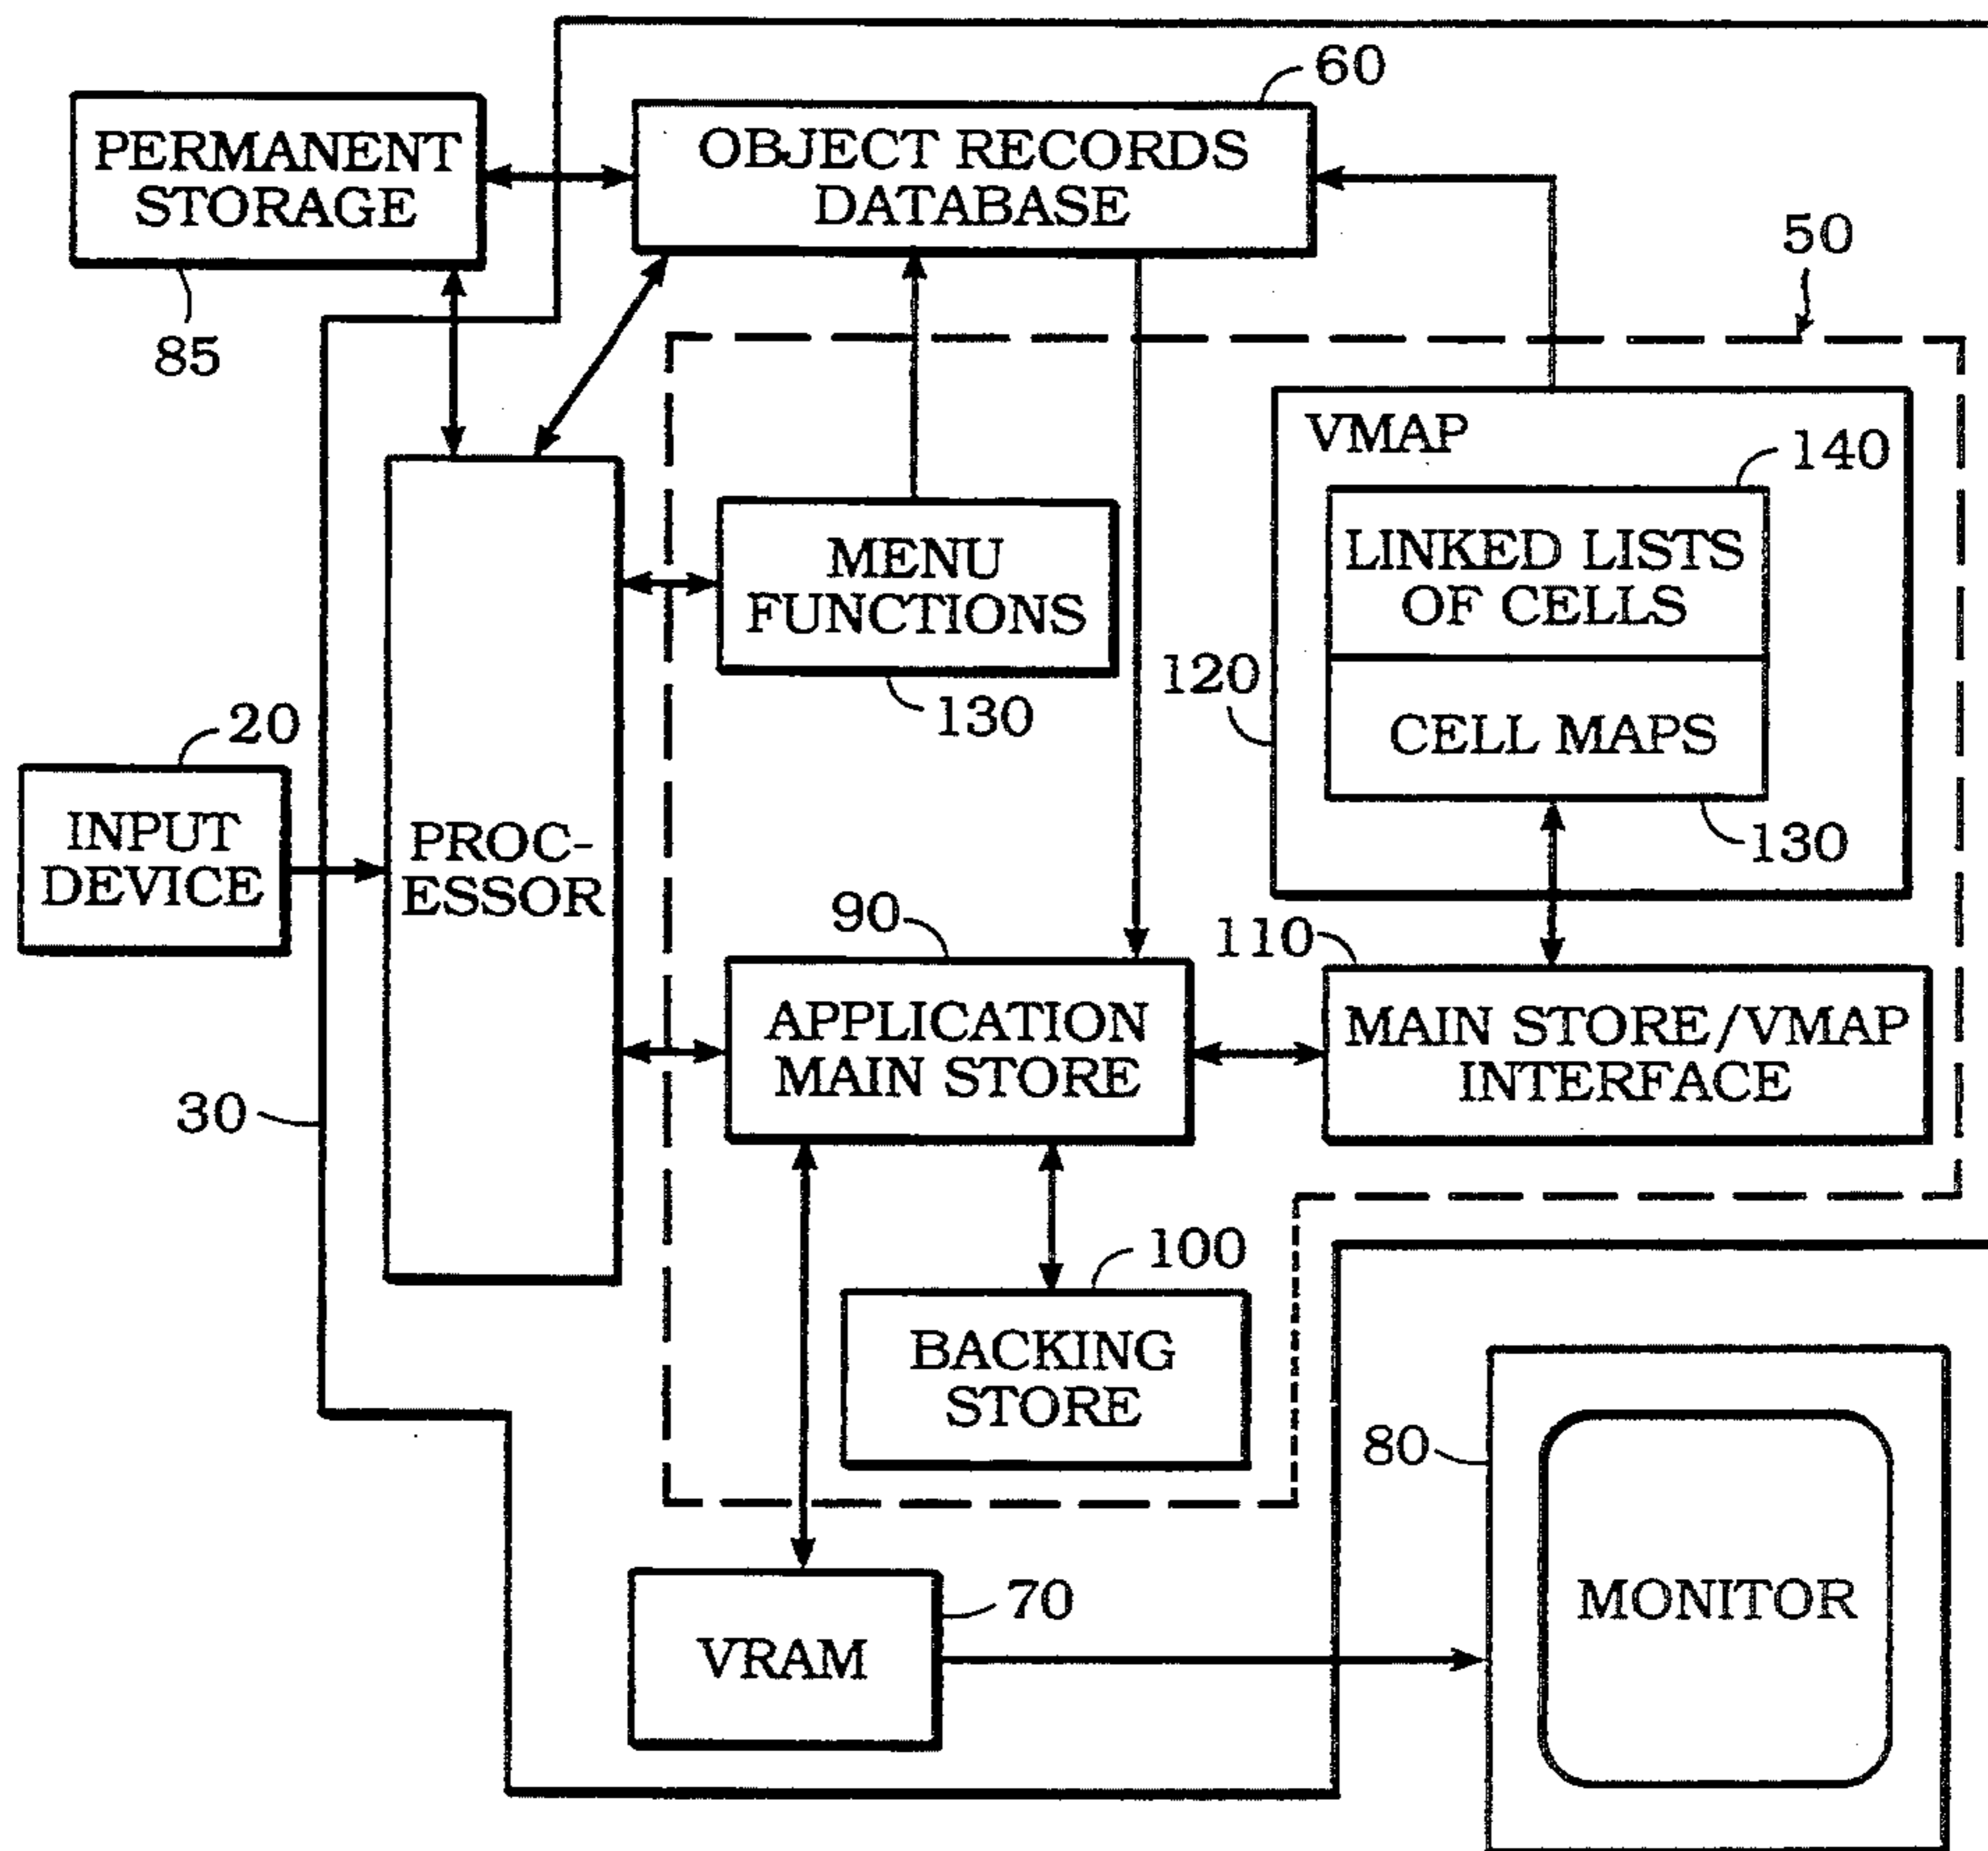 60
PERMANENT
STORAGE
OBJECT RECORDS
DATABASE
50
85
VMAP
140
LINKED LISTS
OF CELLS
MENU
FUNCTIONS
120
130
CELL MAPS
20
INPUT
DEVICE
PROC-
ESSOR
130
90
110
APPLICATION
MAIN STORE
MAIN STORE/VMAP
INTERFACE
30
100
BACKING
STORE
80
70
VRAM
MONITOR